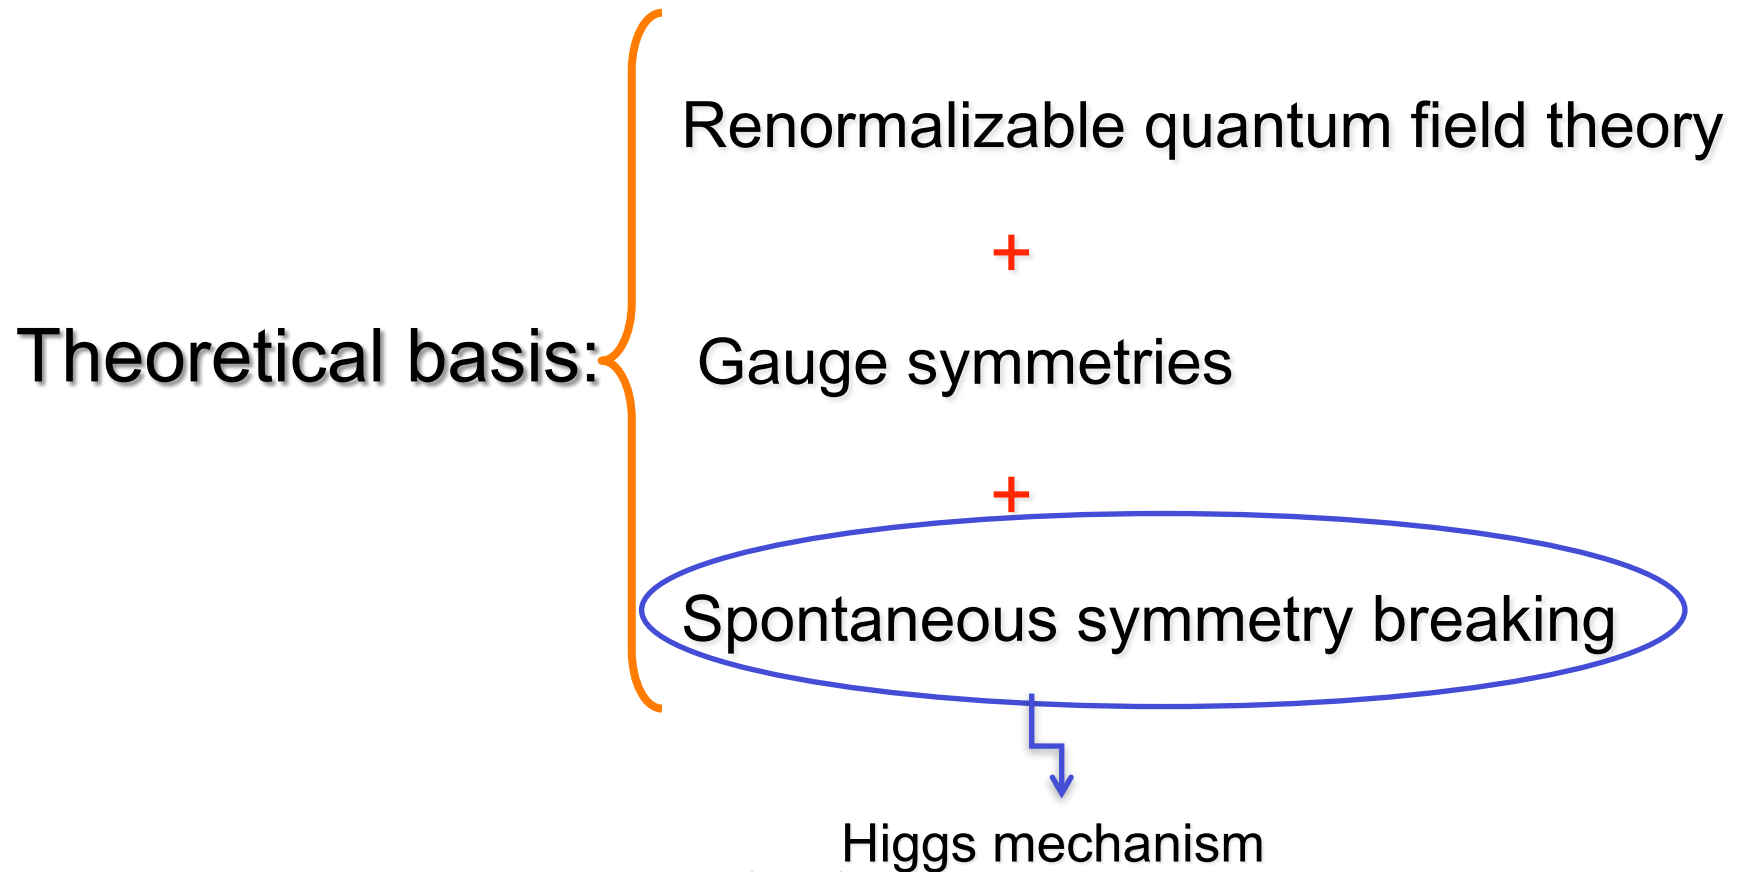 Renormalizable quantum field theory
+
Theoretical basis:
Gauge symmetries
+
Spontaneous symmetry breaking
Higgs mechanism